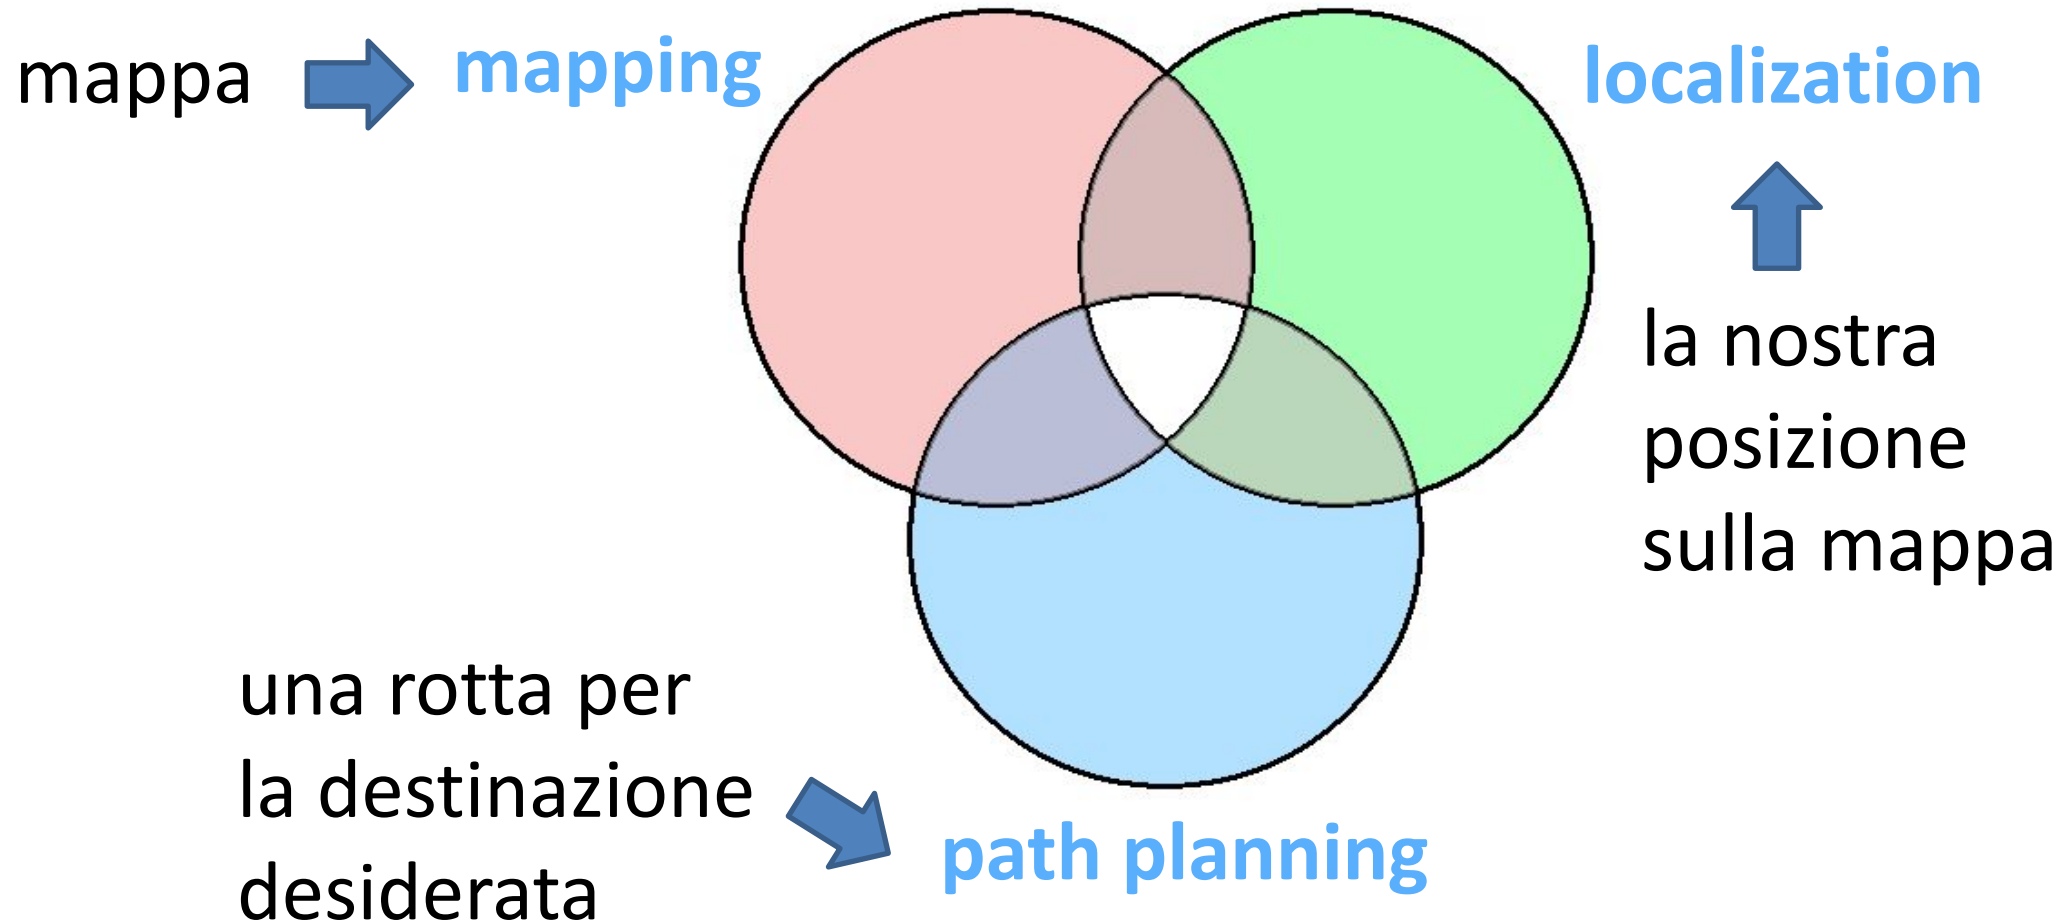 mappa
mapping
localization
la nostra
posizione
sulla mappa
una rotta per
la destinazione
desiderata
path planning